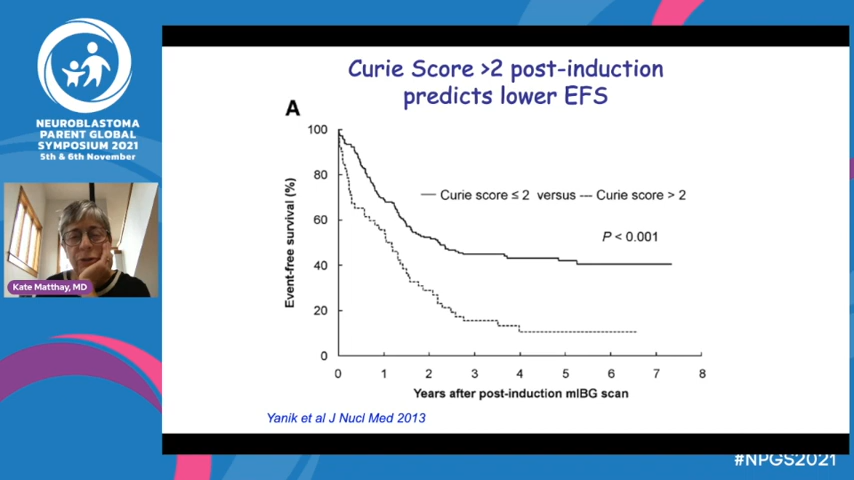 NEUROBLASTOMA
PARENT GLOBAL
SYMPOSIUM 2021
5th & 6th November
Kate Matthay, MD
Curie Score >2 post-induction
predicts lower EFS
A
100
80
60
40
20
0
Event-free survival (%)
— Curie score ≤ 2 versus --- Curie score > 2
P < 0.001
0 1 2 3 4 5 6 7 8
Years after post-induction mIBG scan
Yanik et al J Nucl Med 2013
#NPGS2021